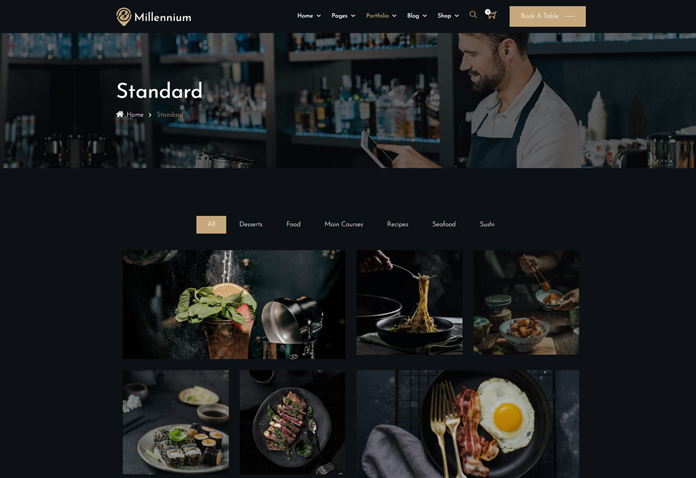 Millennium
Home Pages Portfolio Blog Shop 0 Book A Table
Standard
Home Standard
All Desserts Food Main Courses Recipes Seafood Sushi